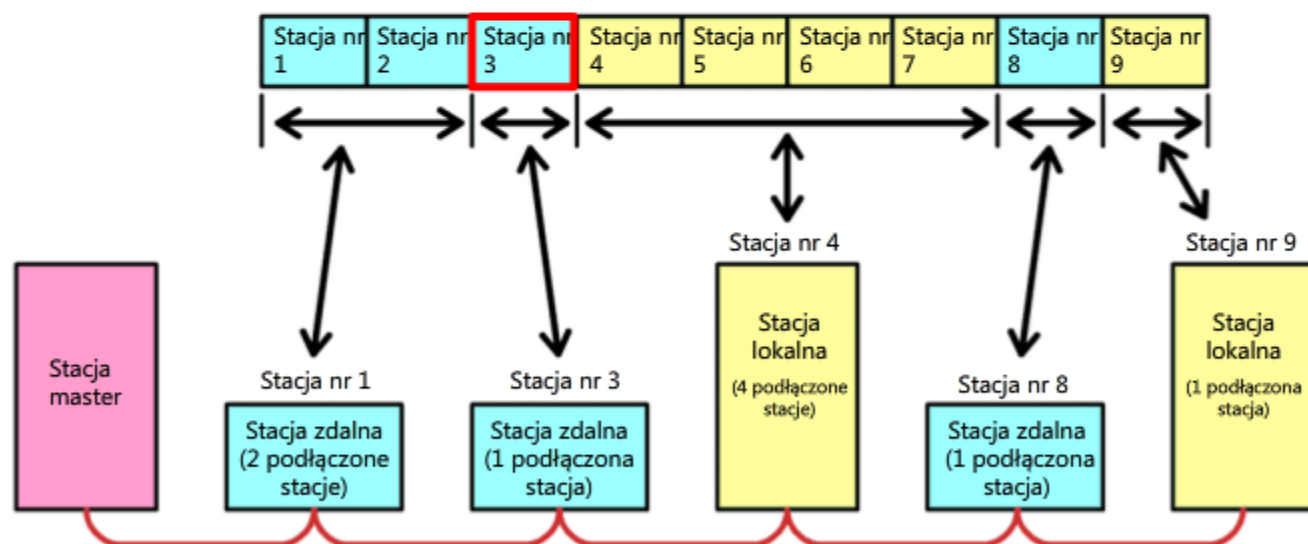 Stacja nr
1
Stacja nr
2
Stacja nr
3
Stacja nr
4
Stacja nr
5
Stacja nr
6
Stacja nr
7
Stacja nr
8
Stacja nr
9
Stacja nr 4
Stacja nr 9
Stacja
master
Stacja nr 1
Stacja zdalna
(2 podłączone
stacje)
Stacja nr 3
Stacja zdalna
(1 podłączona
stacja)
Stacja
lokalna
(4 podłączone
stacje)
Stacja nr 8
Stacja zdalna
(1 podłączona
stacja)
Stacja
lokalna
(1 podłączona
stacja)